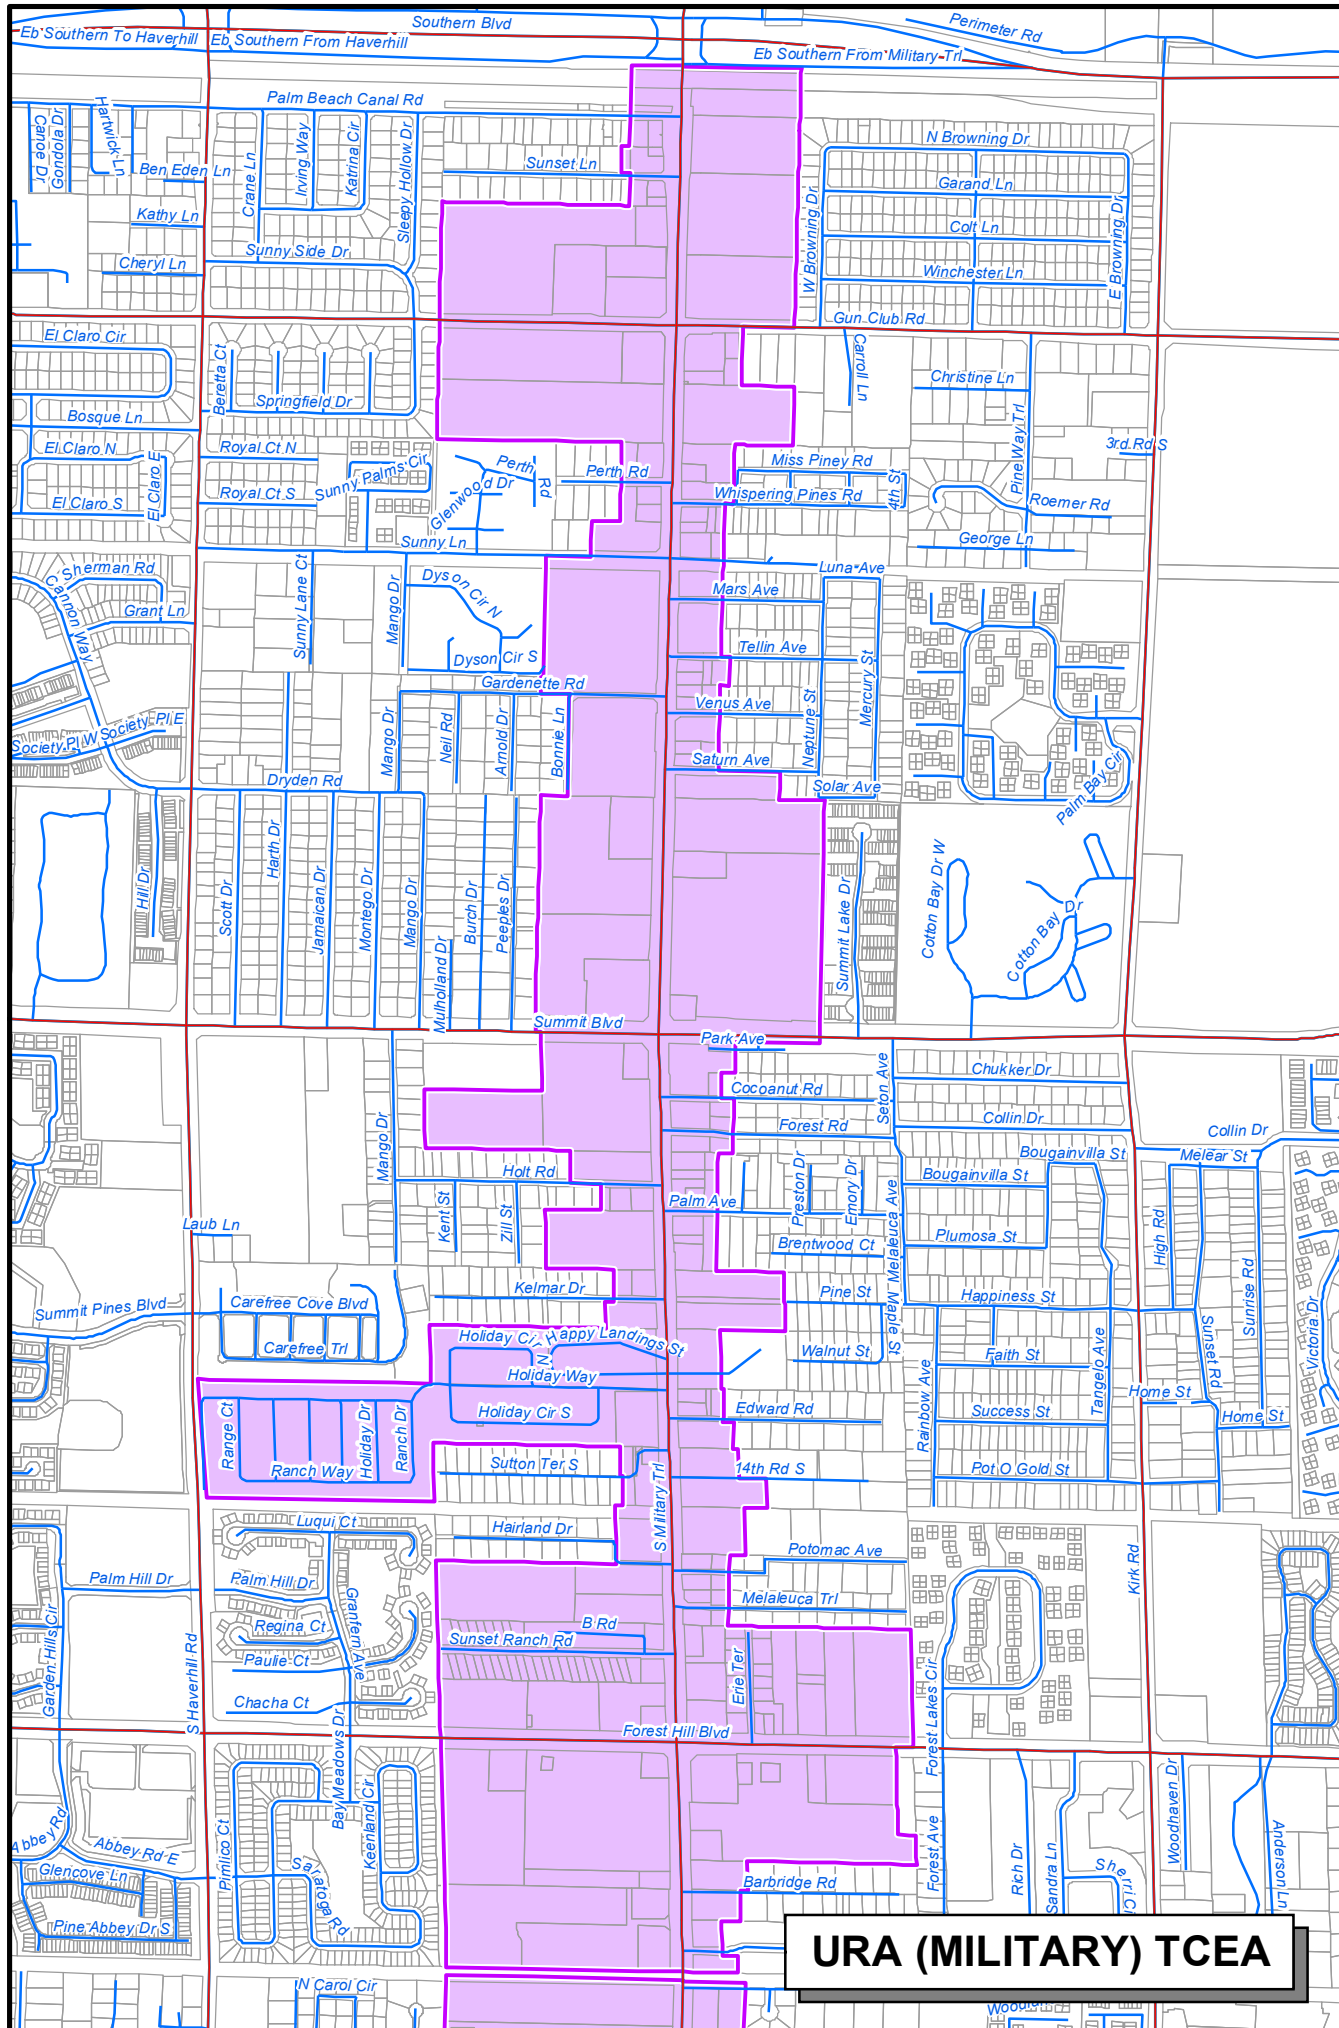 Southern Blvd
Perimeter Rd
Eb Southern To Haverhill
Eb Southern From Haverhill
Eb Southern From Military Trl
Palm Beach Canal Rd
Canoe Dr
Gondola Dr
Hartwick Ln
Ben Eden Ln
Crane Ln
Irving Way
Katrina Cir
Sleepy Hollow Dr
Sunset Ln
N Browning Dr
Garand Ln
Colt Ln
Winchester Ln
W Browning Dr
E Browning Dr
Kathy Ln
Cheryl Ln
Sunny Side Dr
Gun Club Rd
El Claro Cir
Beretta Ct
Springfield Dr
Carroll Ln
Christine Ln
Pine Way Trl
Bosque Ln
El Claro N
El Claro E
El Claro S
Royal Ct N
Royal Ct S
Sunny Palms Cir
Glenwood Dr
Perth Rd
Perth Rd
Miss Piney Rd
Whispering Pines Rd
4th St
3rd Rd S
Roemer Rd
George Ln
Sunny Ln
Luna Ave
Sherman Rd
Cannon Way
Grant Ln
Sunny Lane Ct
Mango Dr
Dyson Cir N
Dyson Cir S
Mars Ave
Tellin Ave
Mercury St
Gardenette Rd
Venus Ave
Neptune St
Society Pl W
Society Pl E
Mango Dr
Neil Rd
Arnold Dr
Bonnie Ln
Saturn Ave
Solar Ave
Palm Bay Cir
Dryden Rd
Hill Dr
Scott Dr
Harth Dr
Jamaican Dr
Montego Dr
Mango Dr
Mulholland Dr
Burch Dr
Peeples Dr
Summit Lake Dr
Cotton Bay Dr W
Cotton Bay Dr
Summit Blvd
Park Ave
Cocoanut Rd
Seton Ave
Chukker Dr
Forest Rd
Collin Dr
Collin Dr
Mango Dr
Holt Rd
Preston Dr
Emory Dr
Bougainvilla St
Bougainvilla St
Melear St
Kent St
Zill St
Palm Ave
Melaleuca Ave
Laub Ln
Brentwood Ct
Plumosa St
High Rd
Sunrise Rd
Kelmar Dr
Pine St
Happiness St
Summit Pines Blvd
Carefree Cove Blvd
Carefree Trl
Holiday Cir N
Happy Landings St
Maple St
Walnut St
Faith St
Tangelo Ave
Sunset Rd
Victoria Dr
Holiday Way
Rainbow Ave
Home St
Home St
Range Ct
Holiday Dr
Ranch Dr
Holiday Cir S
Edward Rd
Success St
Ranch Way
Sutton Ter S
14th Rd S
Pot O Gold St
Luqui Ct
Hairland Dr
S Military Trl
Potomac Ave
Kirk Rd
Palm Hill Dr
Palm Hill Dr
Granfern Ave
Melaleuca Trl
Garden Hills Cir
Regina Ct
B Rd
Sunset Ranch Rd
S Haverhill Rd
Paulie Ct
Chacha Ct
Erie Ter
Forest Lakes Cir
Bay Meadows Dr
Forest Hill Blvd
Abbey Rd
Abbey Rd E
Pimlico Ct
Keenland Cir
Woodhaven Dr
Anderson Ln
Glencove Ln
Saratoga Rd
Barbridge Rd
Forest Ave
Rich Dr
Sandra Ln
Sherri Ci
Pine Abbey Dr S
N Carol Cir
URA (MILITARY) TCEA